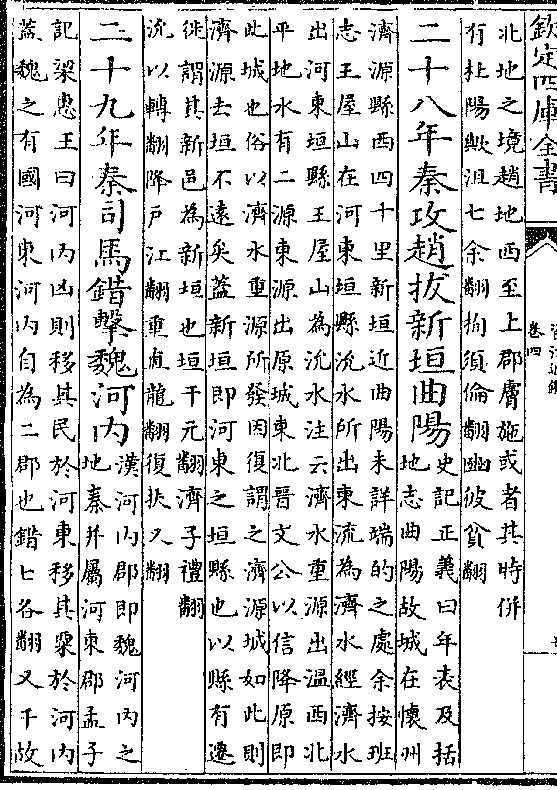 欽定四庫全書
卷四
北地之境趙地西至上郡膚施或者其時併
有杜陽歟沮七余翻拘須倫翻豳彼貧翻
二十八年秦攻趙拔新垣曲陽史記正義曰年表及括
地志曲陽故城在懷州
濟源縣西四十里新垣近曲陽未詳端的之處余按班
志王屋山在河東垣縣沇水所出東流為濟水經濟水
出河東垣縣王屋山為沇水注云濟水重源出温西北
平地水有二源東源出原城東北晉文公以信降原即
此城也俗以濟水重源所發因復謂之濟源城如此則
濟源去垣不遠矣蓋新垣即河東之垣縣也以縣有遷
徙謂其新邑為新垣也垣于元翻濟子禮翻
沇以轉翻降戶江翻重直龍翻復扶又翻
二十九年秦司馬錯擊魏河内漢河内郡即魏河内之
地秦并屬河東郡孟子
記梁惠王曰河内凶則移其民於河東移其粟於河内
蓋魏之有國河東河内自為二郡也錯七各翻又千故